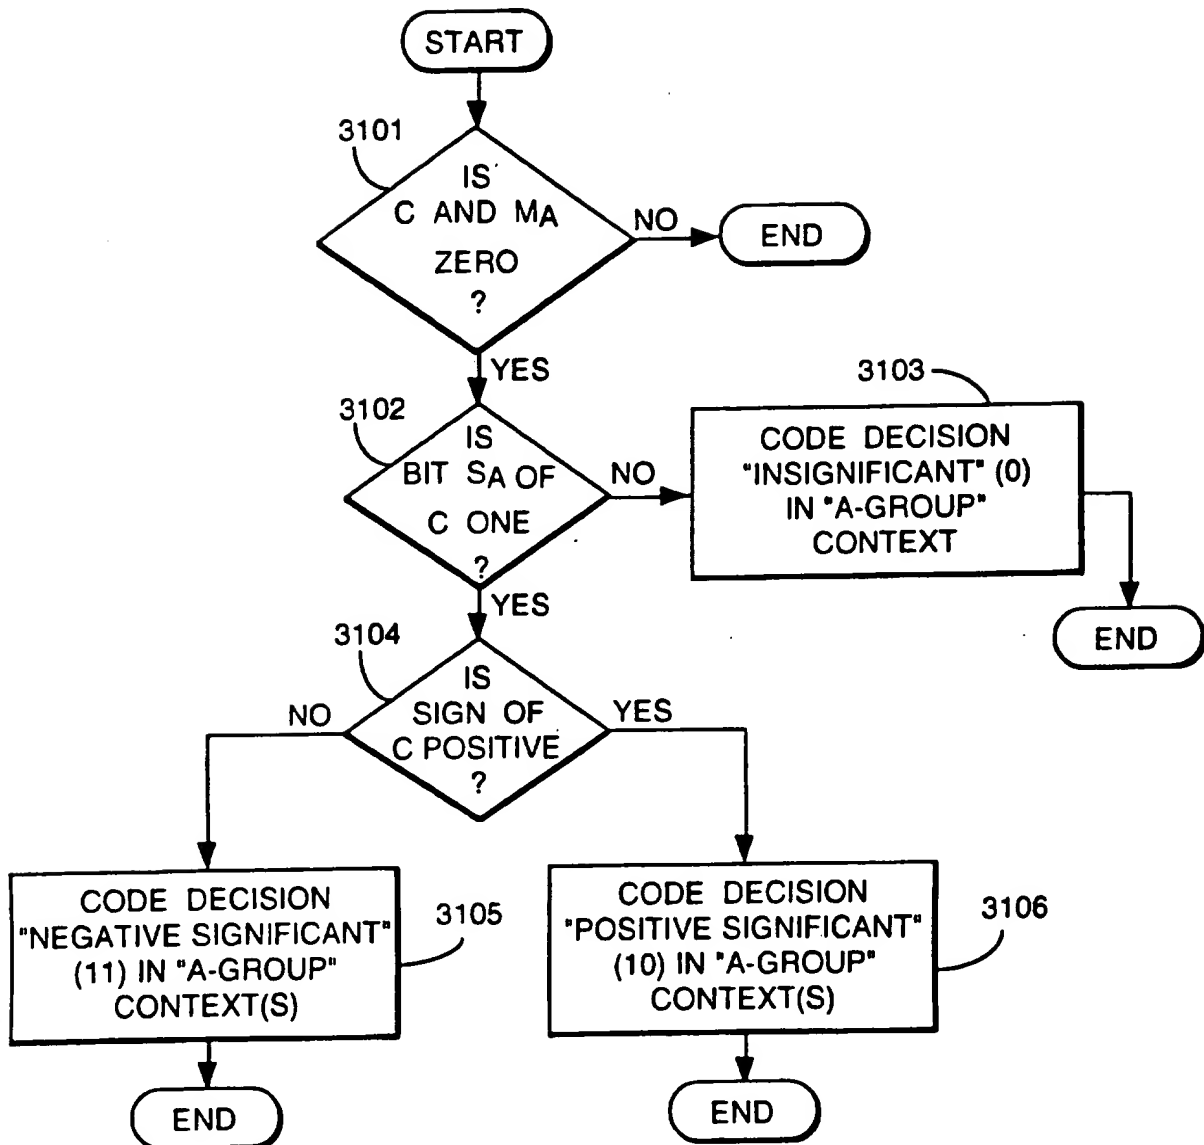 START
3101
IS
C AND MA
ZERO
?
NO
END
YES
3102
IS
BIT SA OF
C ONE
?
NO
3103
CODE DECISION
"INSIGNIFICANT" (0)
IN "A-GROUP"
CONTEXT
END
YES
3104
IS
SIGN OF
C POSITIVE
?
NO
YES
CODE DECISION
"NEGATIVE SIGNIFICANT"
(11) IN "A-GROUP"
CONTEXT(S)
3105
END
CODE DECISION
"POSITIVE SIGNIFICANT"
(10) IN "A-GROUP"
CONTEXT(S)
3106
END